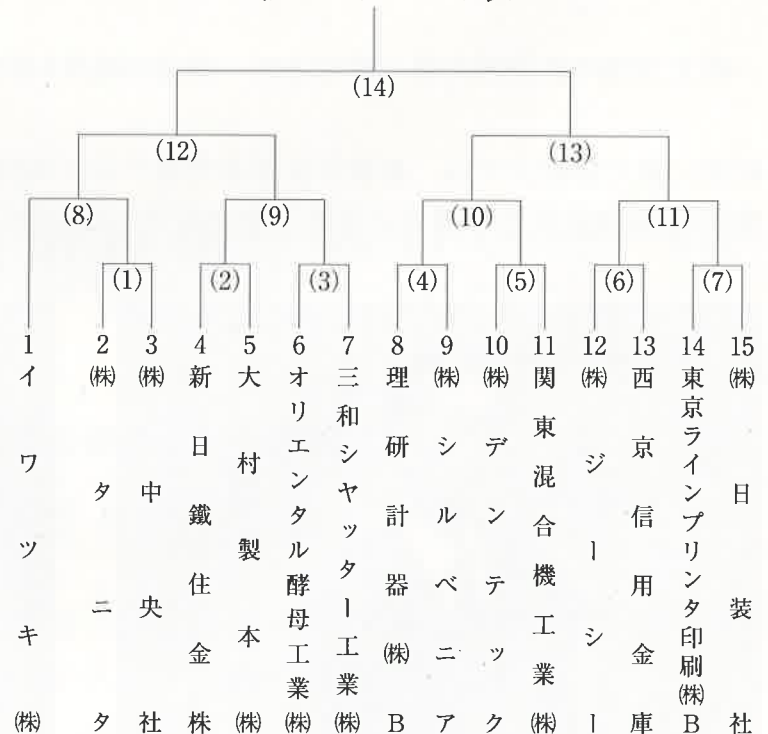 (14)
(12)
(13)
(8)
(9)
(10)
(11)
(1)
(2)
(3)
(4)
(5)
(6)
(7)
1 イワツキ㈱
2 ㈱タニタ
3 ㈱中央社
4 新日鐵住金株
5 大村製本㈱
6 オリエンタル酵母工業㈱
7 三和シヤッター工業㈱
8 理研計器㈱B
9 ㈱シルベニア
10 ㈱デンテック
11 関東混合機工業㈱
12 ㈱ジーシー
13 西京信用金庫
14 東京ラインプリンタ印刷㈱B
15 ㈱日装社